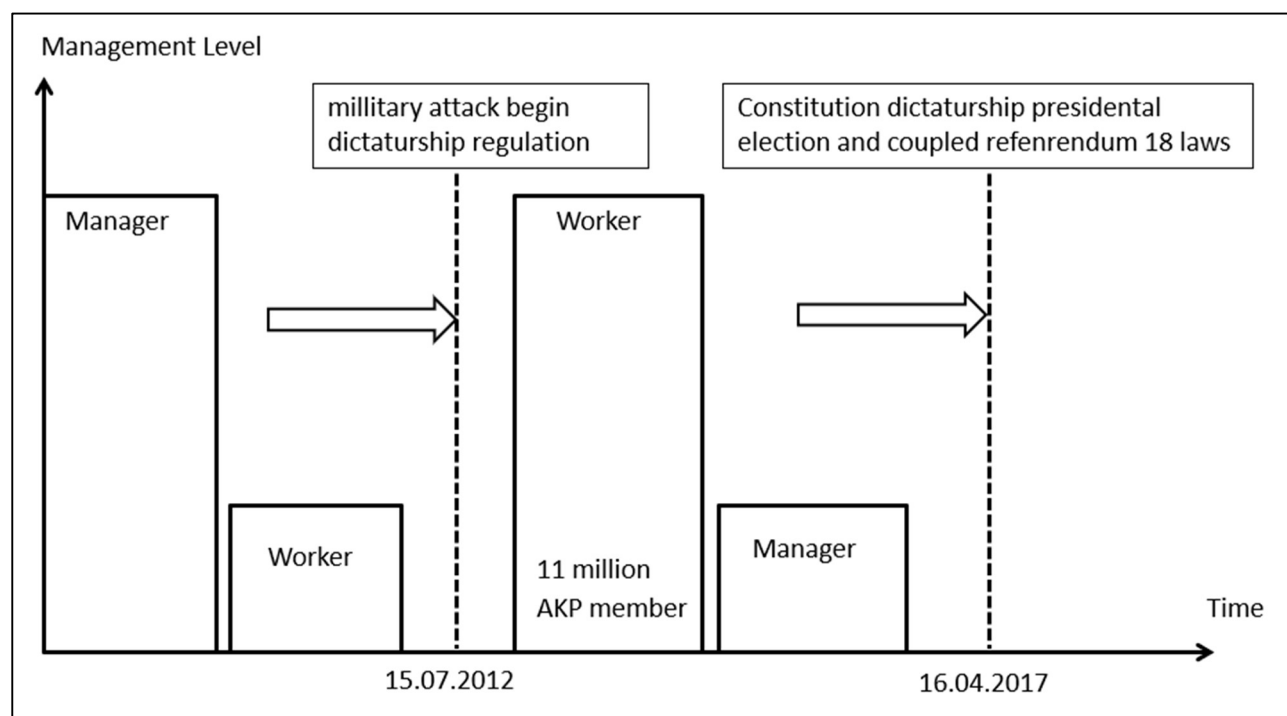 Management Level
millitary attack begin
dictaturship regulation
Constitution dictaturship presidental
election and coupled refenrendum 18 laws
Manager
Worker
Worker
11 million
AKP member
Manager
Time
15.07.2012
16.04.2017